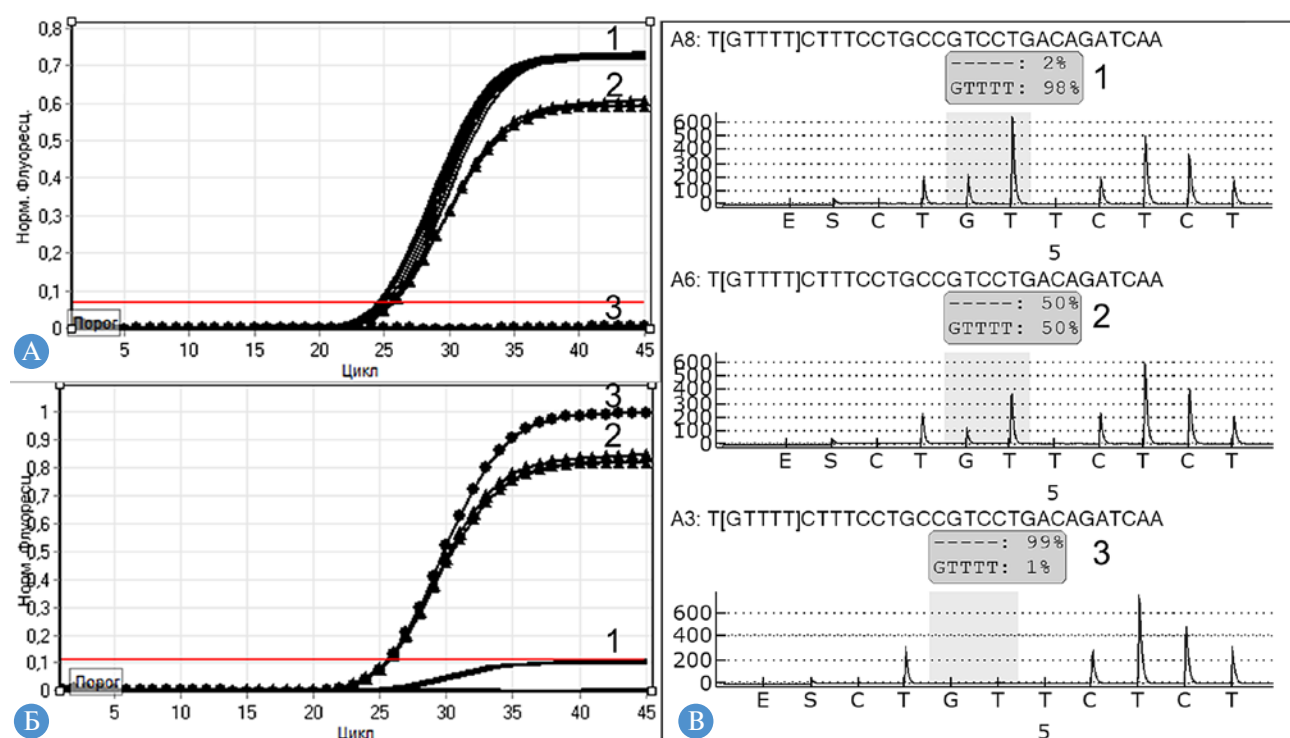 0,8
0,7
0,6
0,5
0,4
0,3
0,2
0,1
0
Норм. Флуоресц.
1
2
3
Порог
5 10 15 20 25 30 35 40 45
Цикл
А
1
0,9
0,8
0,7
0,6
0,5
0,4
0,3
0,2
0,1
0
Норм. Флуоресц.
3
2
1
Порог
5 10 15 20 25 30 35 40 45
Цикл
Б
A8: T[GTTTT]CTTTCCTGCCGTCCTGACAGATCAA
-----: 2%
GTTTT: 98%
1
600
500
400
300
200
100
0
E S C T G T T C T C T
5
A6: T[GTTTT]CTTTCCTGCCGTCCTGACAGATCAA
-----: 50%
GTTTT: 50%
2
600
500
400
300
200
100
0
E S C T G T T C T C T
5
A3: T[GTTTT]CTTTCCTGCCGTCCTGACAGATCAA
-----: 99%
GTTTT: 1%
3
600
400
200
0
E S C T G T T C T C T
5
В